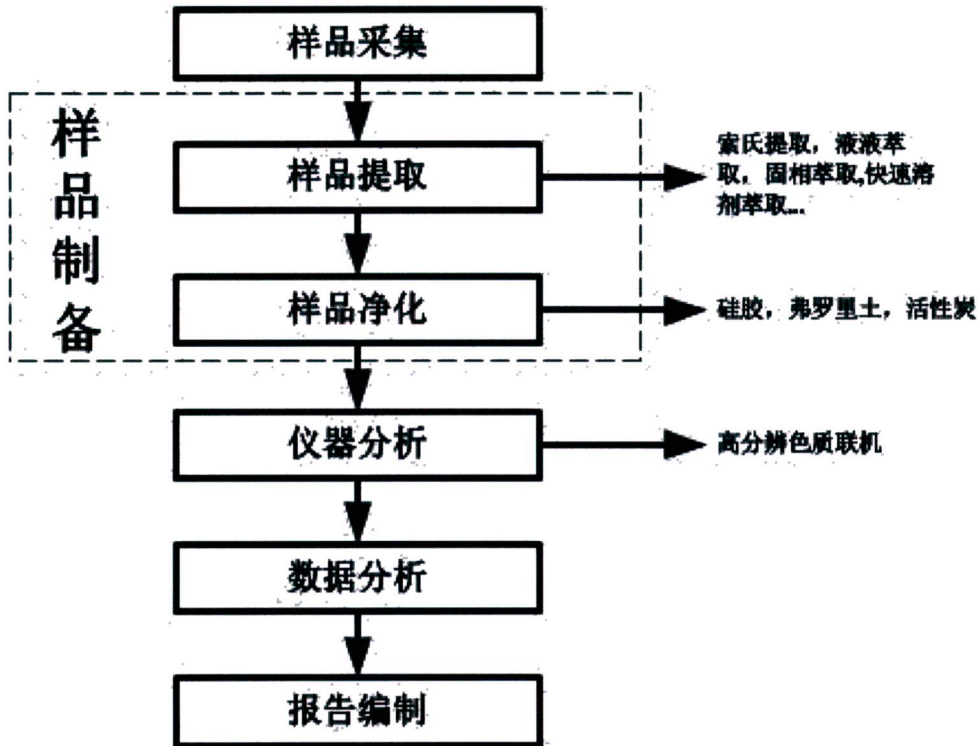 样品采集
样品制备
样品提取
索氏提取，液液萃
取，固相萃取,快速溶
剂萃取...
样品净化
硅胶，弗罗里土，活性炭
仪器分析
高分辨色质联机
数据分析
报告编制